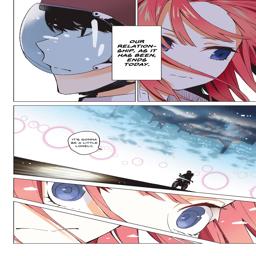 OUR
RELATION-
SHIP, AS IT
HAS BEEN,
ENDS
TODAY.
IT'S GONNA
BE A LITTLE
LONELY.